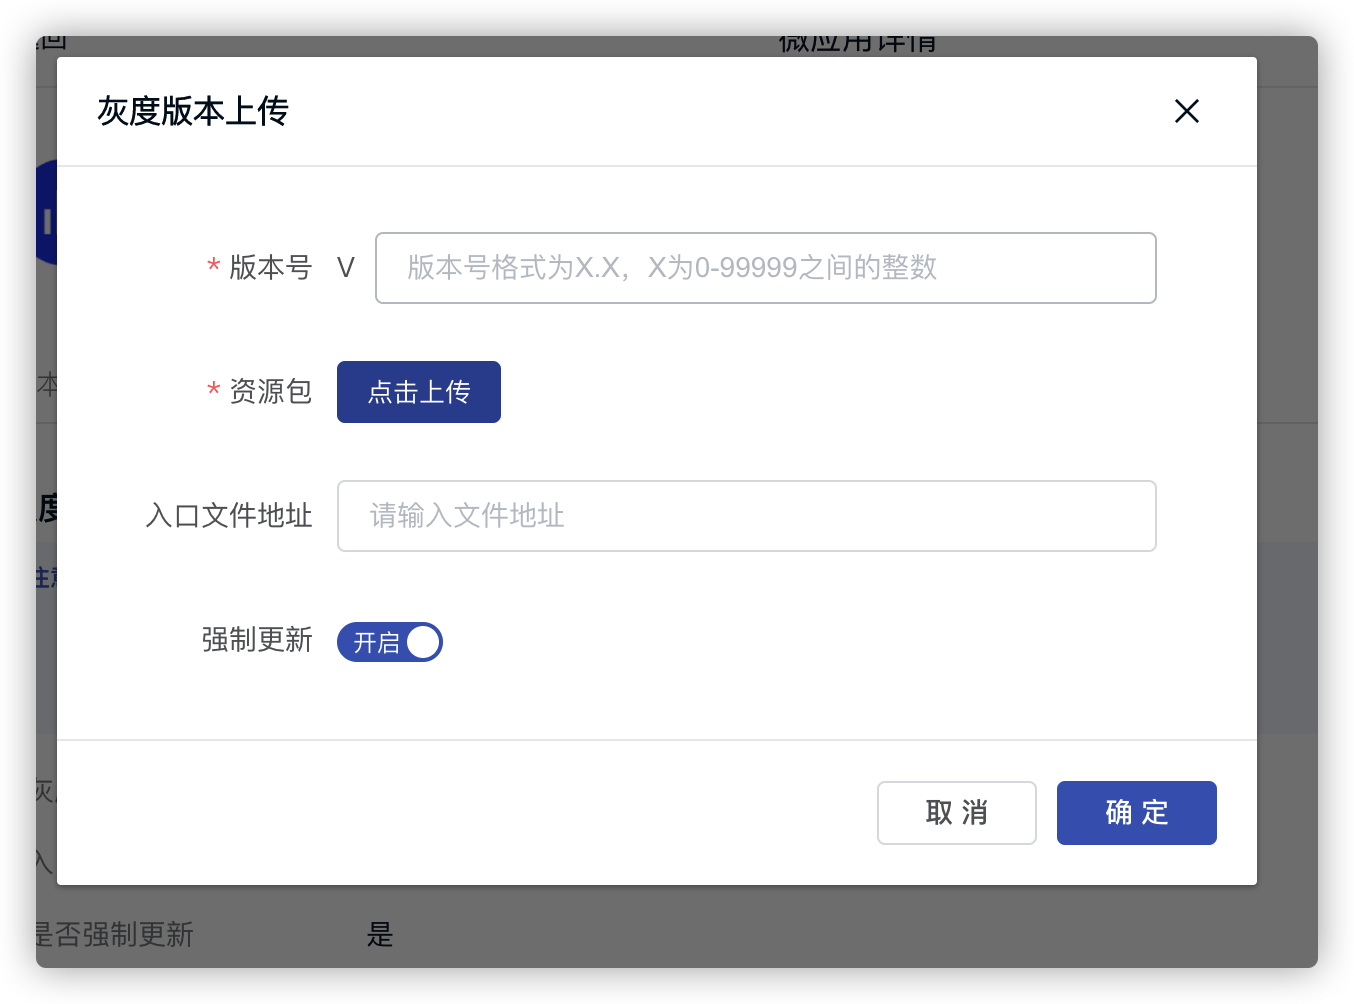 微应用详情
灰度版本上传
* 版本号 V 版本号格式为X.X，X为0-99999之间的整数
* 资源包 点击上传
入口文件地址 请输入文件地址
强制更新 开启
取 消 确 定
是否强制更新 是